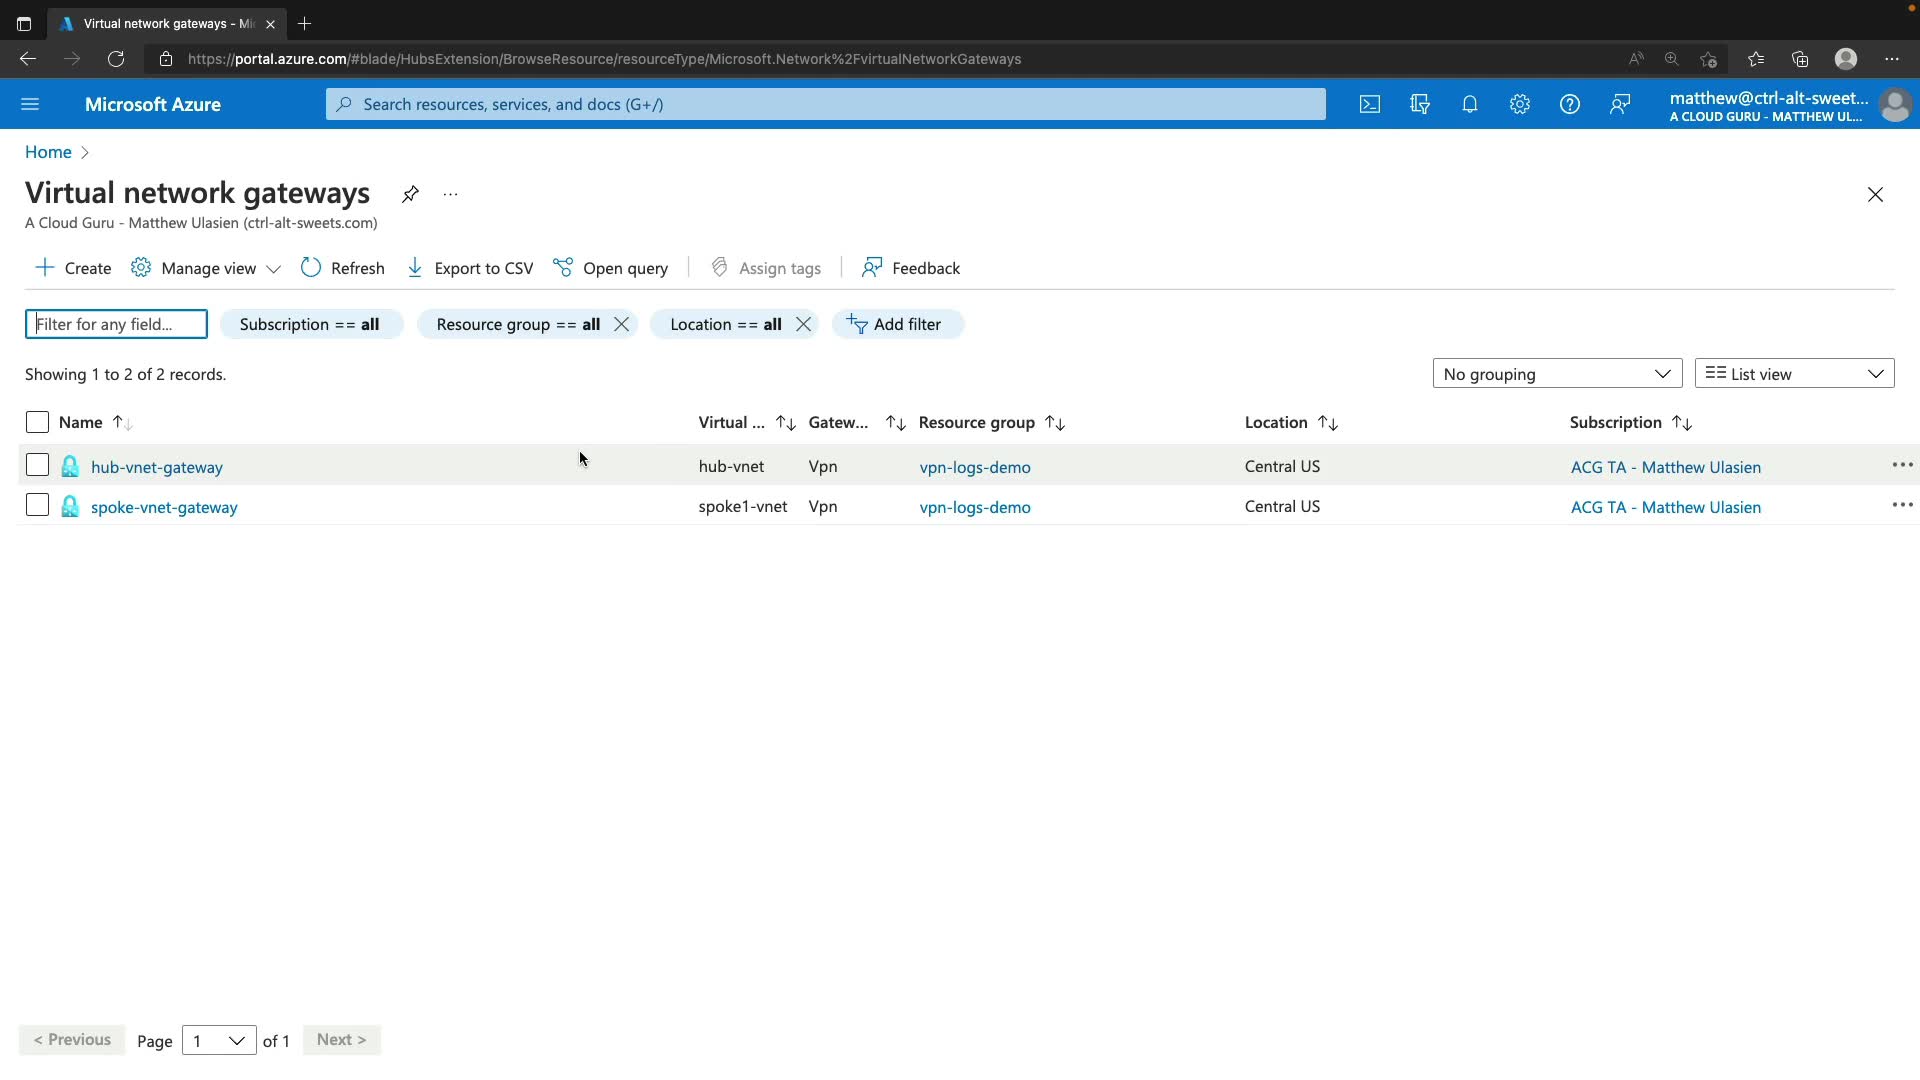 Virtual network gateways - Mi
https://portal.azure.com/#blade/HubsExtension/BrowseResource/resourceType/Microsoft.Network%2FvirtualNetworkGateways
Microsoft Azure
Search resources, services, and docs (G+/)
matthew@ctrl-alt-sweet...
A CLOUD GURU - MATTHEW UL...
Home
Virtual network gateways
A Cloud Guru - Matthew Ulasien (ctrl-alt-sweets.com)
Create Manage view Refresh Export to CSV Open query Assign tags Feedback
Filter for any field... Subscription == all Resource group == all Location == all Add filter
Showing 1 to 2 of 2 records. No grouping List view
Name Virtual ... Gatew... Resource group Location Subscription
hub-vnet-gateway hub-vnet Vpn vpn-logs-demo Central US ACG TA - Matthew Ulasien
spoke-vnet-gateway spoke1-vnet Vpn vpn-logs-demo Central US ACG TA - Matthew Ulasien
< Previous Page 1 of 1 Next >